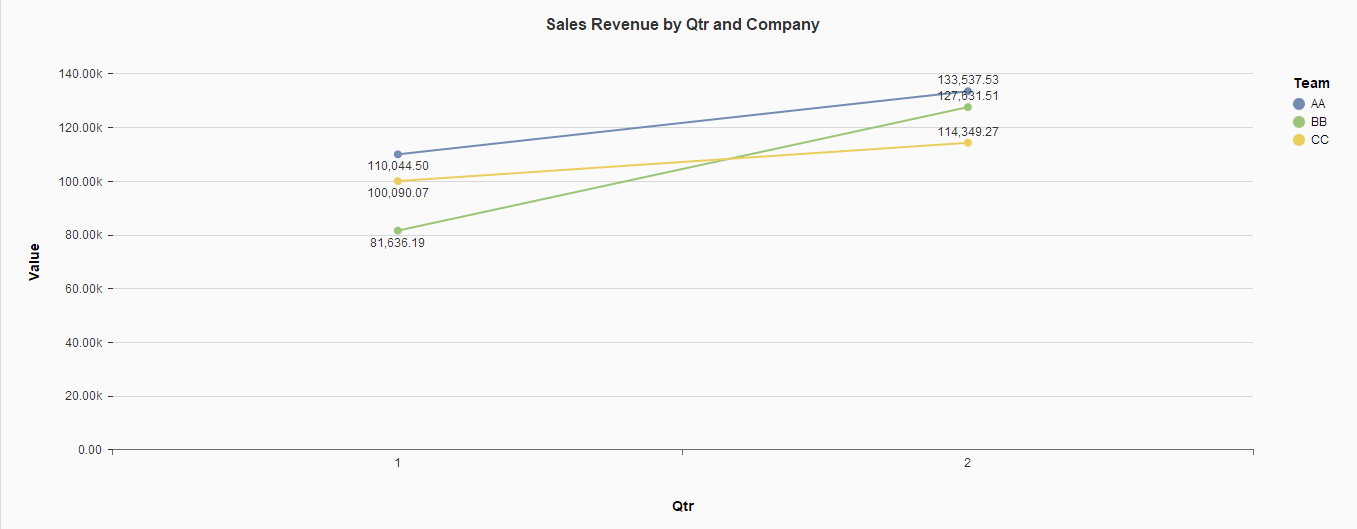 Sales Revenue by Qtr and Company
140.00k
120.00k
100.00k
80.00k
60.00k
40.00k
20.00k
0.00
Value
133,537.53
127,631.51
114,349.27
110,044.50
100,090.07
81,636.19
1
2
Qtr
Team
AA
BB
CC